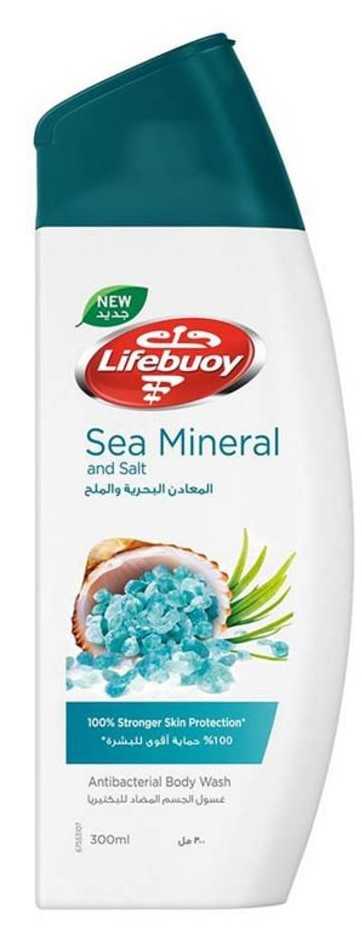 NEW
جديد
Lifebuoy
Sea Mineral
and Salt
المعادن البحرية والملح
100% Stronger Skin Protection*
100% حماية أقوى للبشرة*
Antibacterial Body Wash
غسول الجسم المضاد للبكتيريا
300ml ٣٠٠ مل